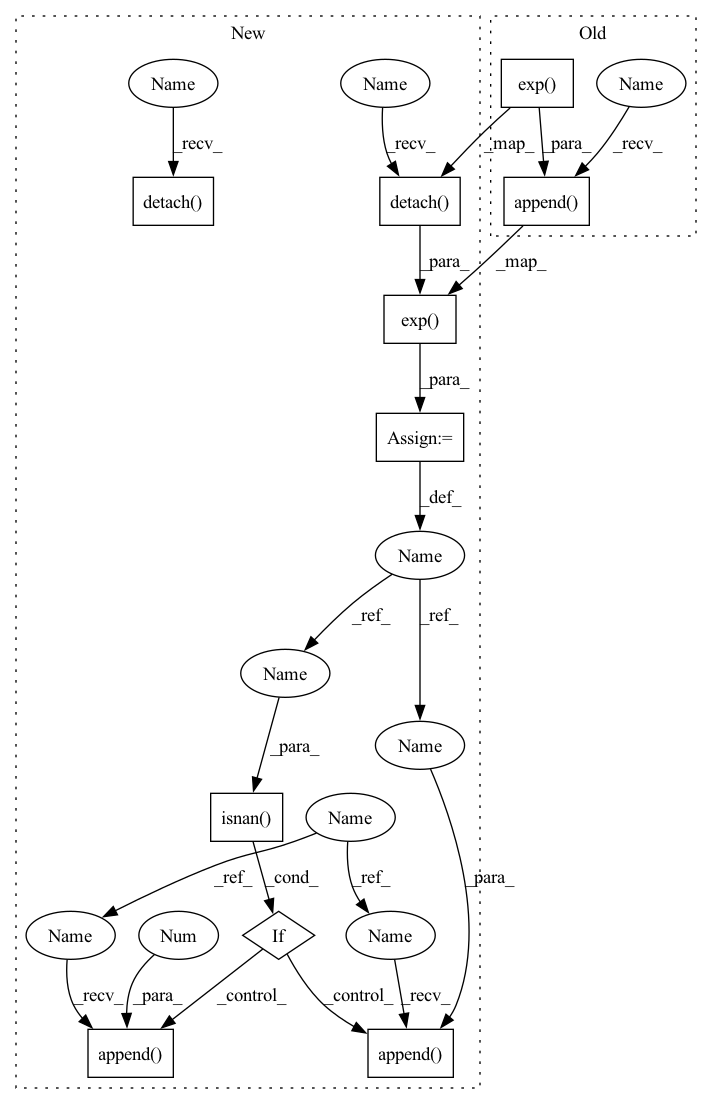 New
Old
Name
Name
exp()
Name
_recv_
_recv_
_map_
_para_
_recv_
detach()
detach()
append()
_para_
_map_
exp()
_para_
Assign:=
_def_
Name
_ref_
_ref_
Name
Name
_para_
isnan()
Name
_ref_
_cond_
_ref_
_para_
Name
Num
If
Name
_recv_
_para_
_control_
_control_
_recv_
append()
append()